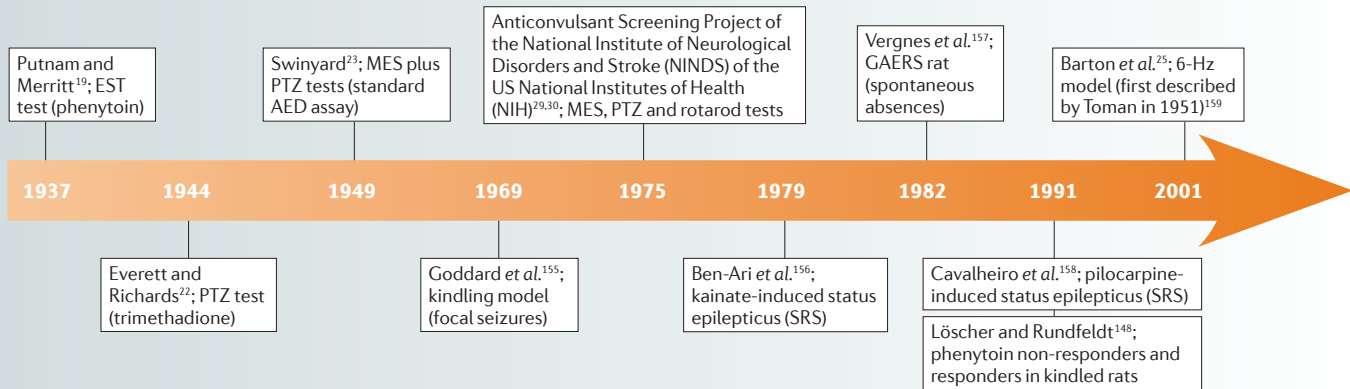 Putnam and
Merritt¹⁹; EST
test (phenytoin)
Swinyard²³; MES plus
PTZ tests (standard
AED assay)
Anticonvulsant Screening Project of
the National Institute of Neurological
Disorders and Stroke (NINDS) of the
US National Institutes of Health
(NIH)²⁹,³⁰; MES, PTZ and rotarod tests
Vergnes et al.¹⁵⁷;
GAERS rat
(spontaneous
absences)
Barton et al.²⁵; 6-Hz
model (first described
by Toman in 1951)¹⁵⁹
1937 1944 1949 1969 1975 1979 1982 1991 2001
Everett and
Richards²²; PTZ test
(trimethadione)
Goddard et al.¹⁵⁵;
kindling model
(focal seizures)
Ben-Ari et al.¹⁵⁶;
kainate-induced status
epilepticus (SRS)
Cavalheiro et al.¹⁵⁸; pilocarpine-
induced status epilepticus (SRS)
Löscher and Rundfeldt¹⁴⁸;
phenytoin non-responders and
responders in kindled rats